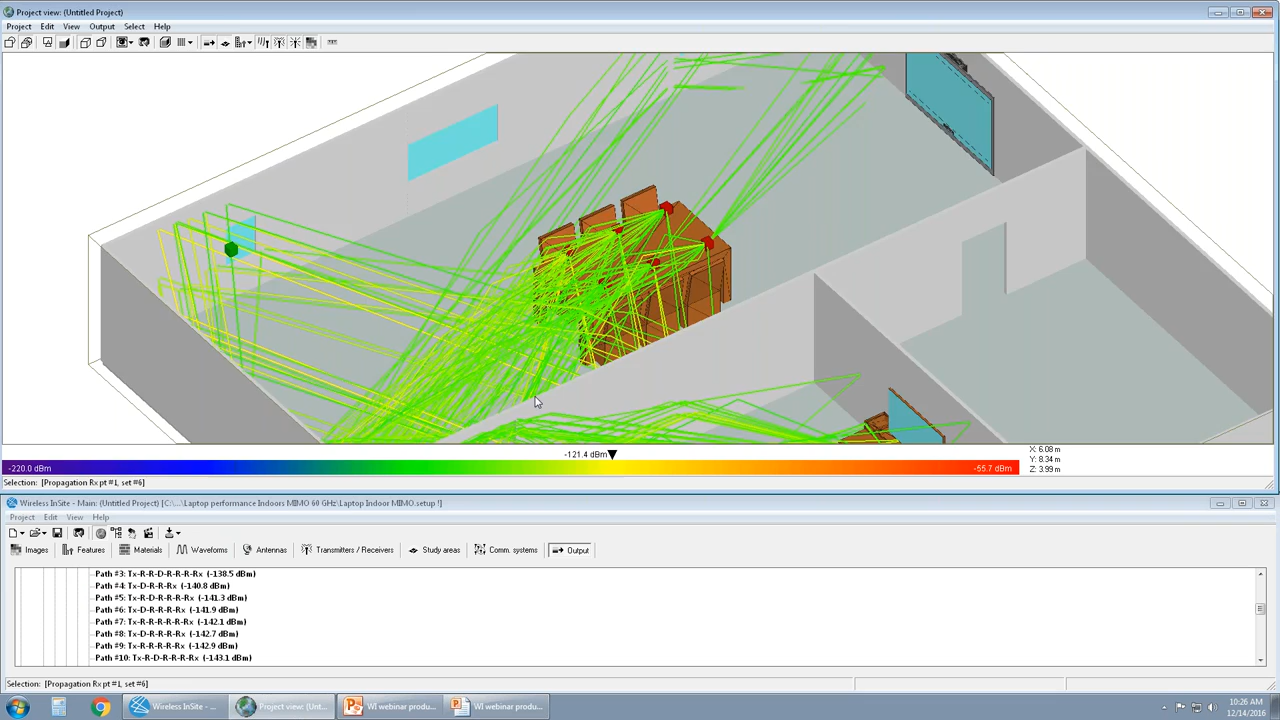 Project view: (Untitled Project)
Project Edit View Output Select Help
-121.4 dBm
-220.0 dBm
-55.7 dBm
X: 6.08 m
Y: 8.34 m
Z: 3.99 m
Selection: [Propagation Rx pt #1, set #6]
Wireless InSite - Main: (Untitled Project) [C:\...\Laptop performance Indoors MIMO 60 GHz\Laptop Indoor MIMO.setup !]
Project Edit View Help
Images Features Materials Waveforms Antennas Transmitters / Receivers Study areas Comm. systems Output
Path #3: Tx-R-R-D-R-R-R-Rx (-138.5 dBm)
Path #4: Tx-D-R-R-Rx (-140.8 dBm)
Path #5: Tx-D-R-R-R-R-Rx (-141.3 dBm)
Path #6: Tx-D-R-R-R-Rx (-141.9 dBm)
Path #7: Tx-R-R-R-R-R-Rx (-142.1 dBm)
Path #8: Tx-D-R-R-R-Rx (-142.7 dBm)
Path #9: Tx-R-R-R-R-Rx (-142.9 dBm)
Path #10: Tx-R-D-R-R-R-Rx (-143.1 dBm)
Selection: [Propagation Rx pt #1, set #6]
Wireless InSite - ... Project view: (Unt... WI webinar produ... WI webinar produ...
10:26 AM
12/14/2016